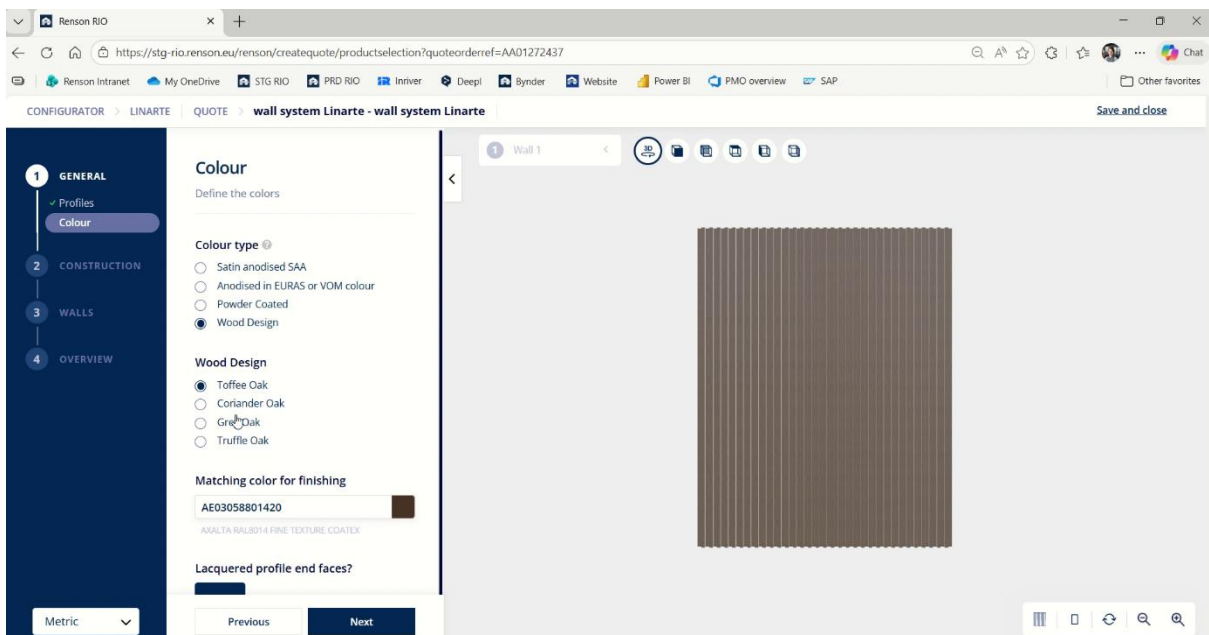 Renson RIO
https://stg-rio.renson.eu/renson/createquote/productselection?quoteorderref=AA01272437
Chat
Renson Intranet My OneDrive STG RIO PRD RIO Inriver Deepl Bynder Website Power BI PMO overview SAP Other favorites
CONFIGURATOR > LINARTE QUOTE > wall system Linarte - wall system Linarte Save and close
1 Wall 1
3D
1 GENERAL
Profiles
Colour
2 CONSTRUCTION
3 WALLS
4 OVERVIEW
Metric
Colour
Define the colors
Colour type
Satin anodised SAA
Anodised in EURAS or VOM colour
Powder Coated
Wood Design
Wood Design
Toffee Oak
Coriander Oak
Oak
Truffle Oak
Matching color for finishing
AE03058801420
AXALTA RAL8014 FINE TEXTURE COATEX
Lacquered profile end faces?
Previous Next